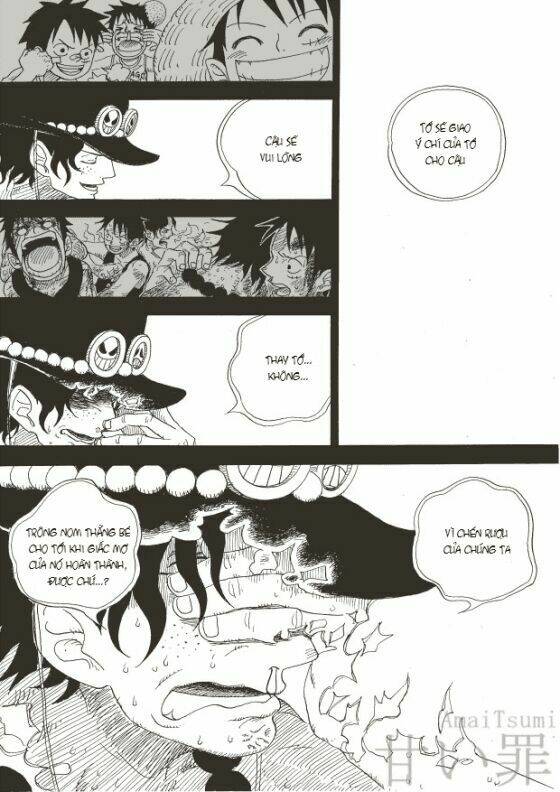 TỚ SẼ GIAO
Ý CHÍ CỦA TỚ
CHO CẬU
CẬU SẼ
VUI LÒNG
THAY TỚ...
KHÔNG...
VÌ CHÉN RƯỢU
CỦA CHÚNG TA
TRÔNG NOM THẰNG BÉ
CHO TỚI KHI GIẤC MƠ
CỦA NÓ HOÀN THÀNH,
ĐƯỢC CHỨ...?
AmaiTsumi
甘い罪